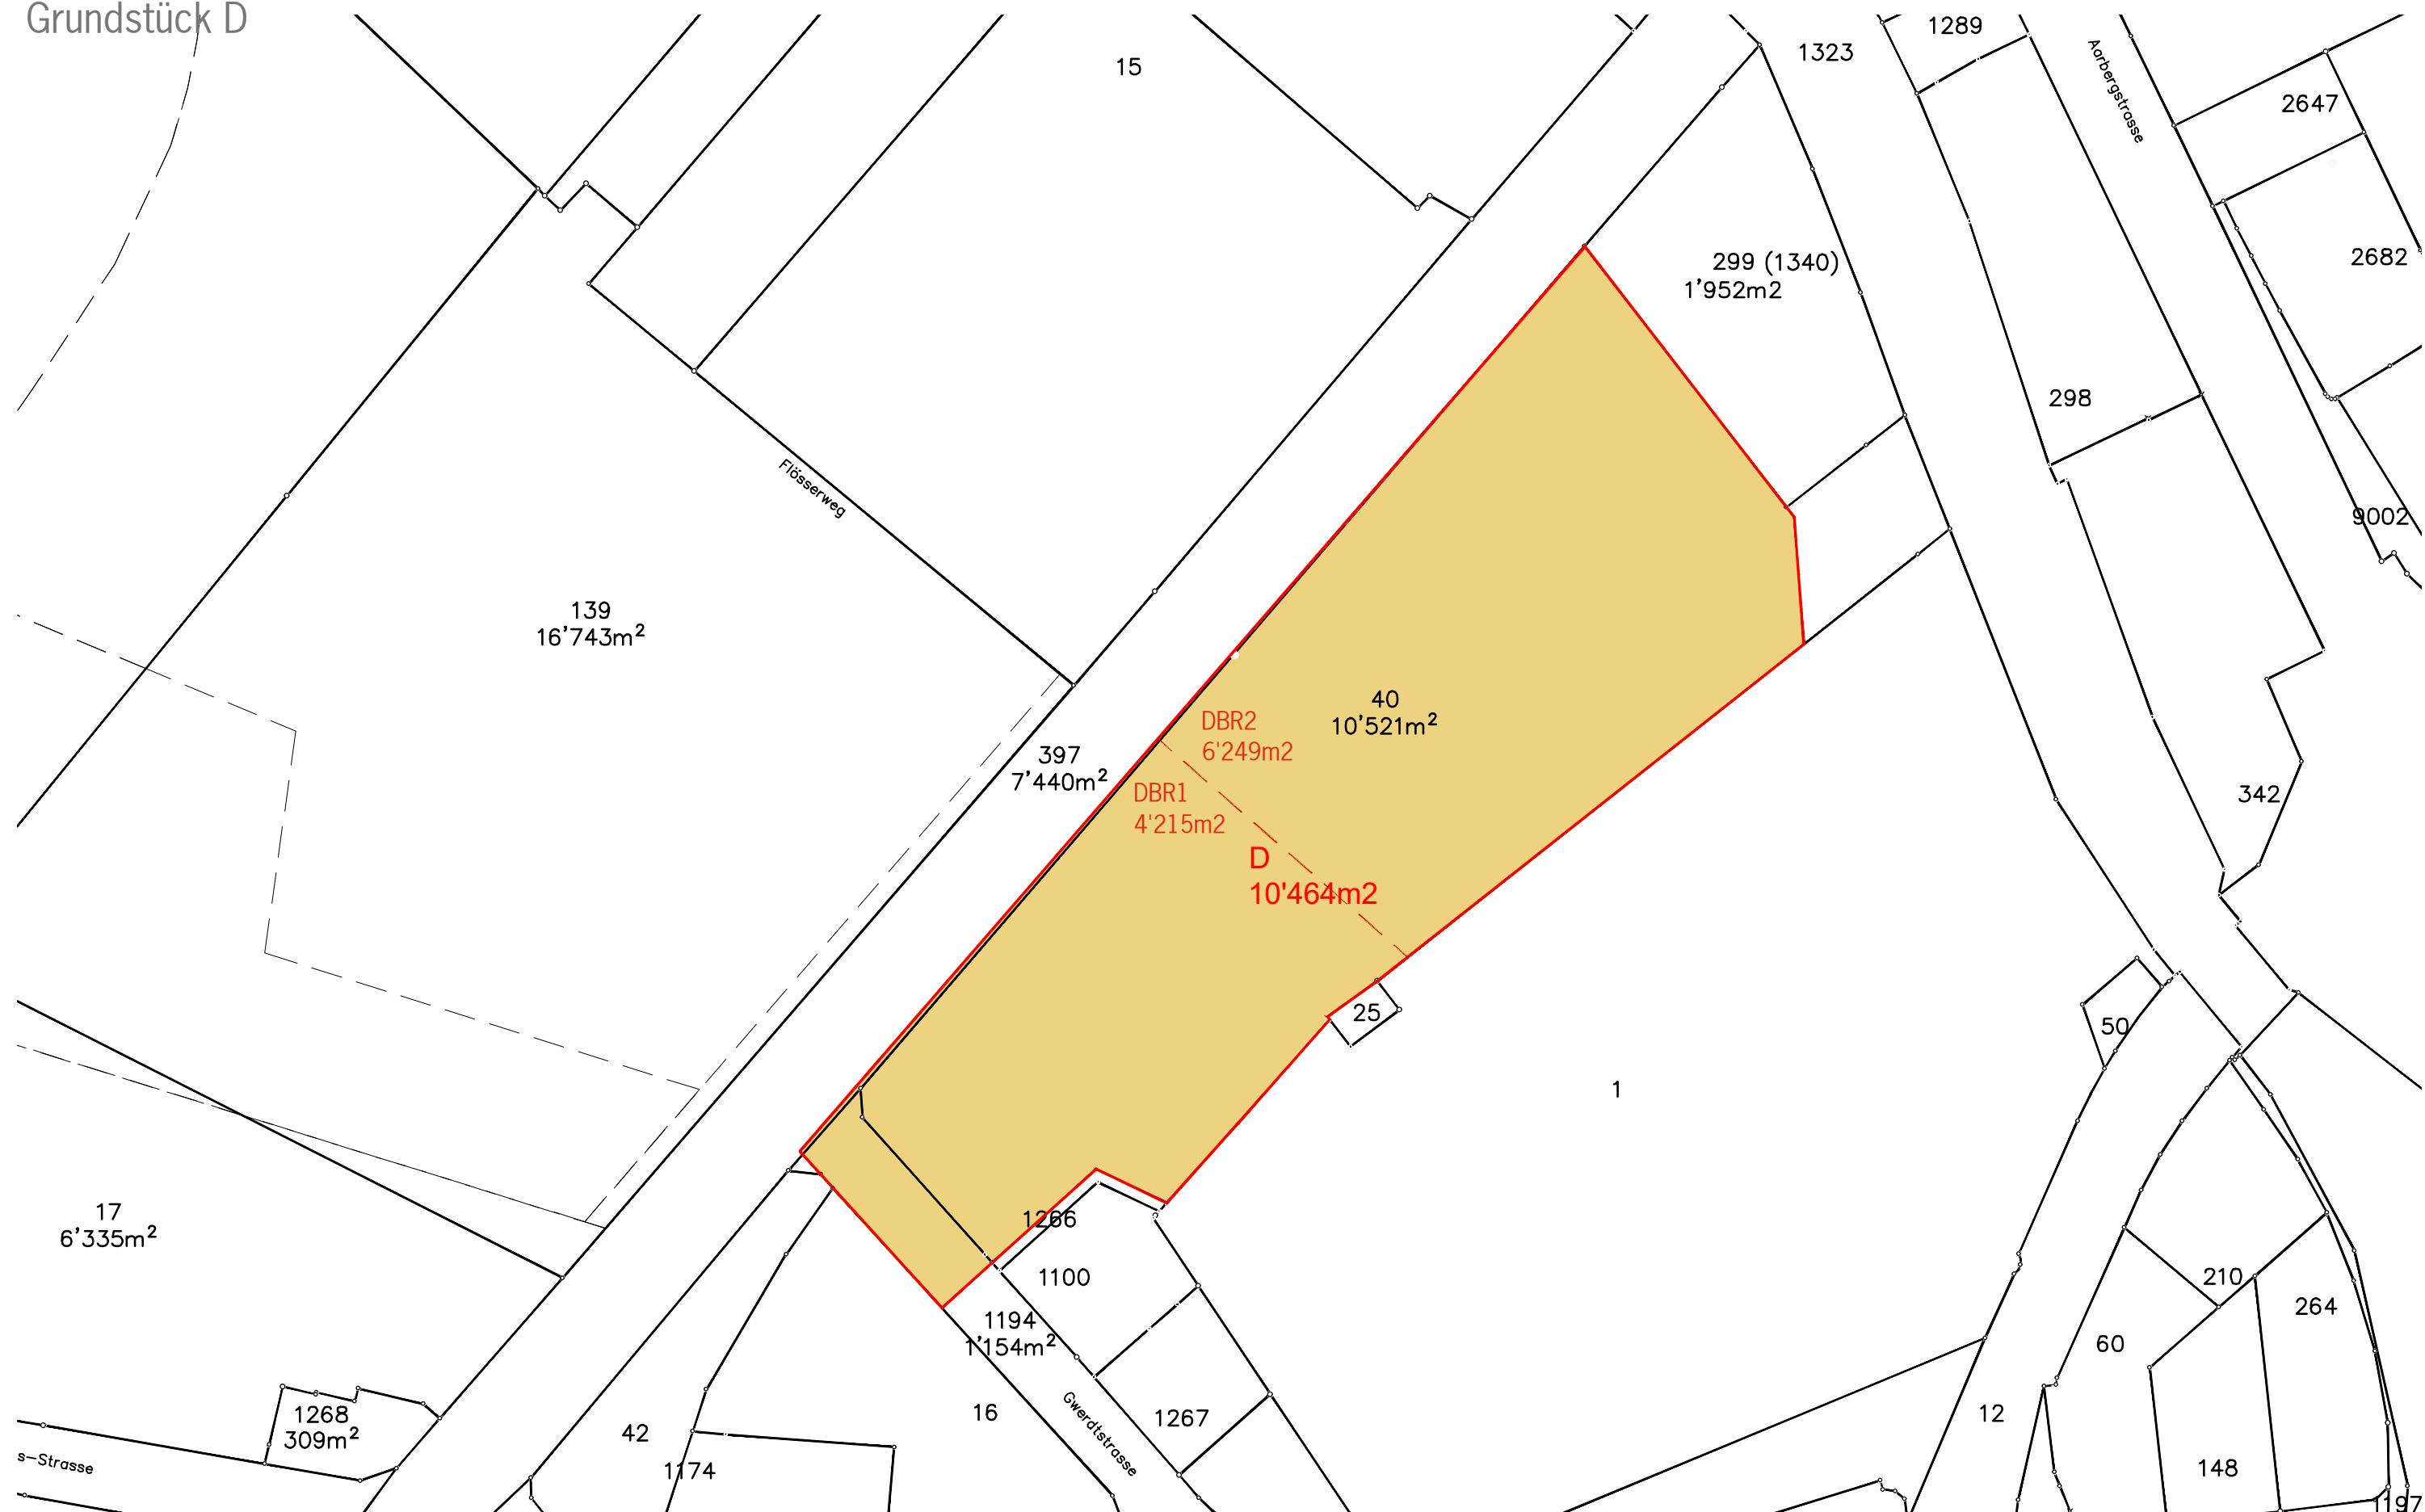 Grundstück D
15
1323
1289
Aarbergstrasse
2647
2682
299 (1340)
1'952m2
298
Flösserweg
9002
139
16'743m²
40
10'521m²
DBR2
6'249m2
397
7'440m²
DBR1
4'215m2
342
D
10'464m2
25
50
1
17
6'335m²
1266
1100
1194
1'154m²
210
264
60
1268
309m²
42
16
Gwerdtstrasse
1267
12
s-Strasse
1174
148
197